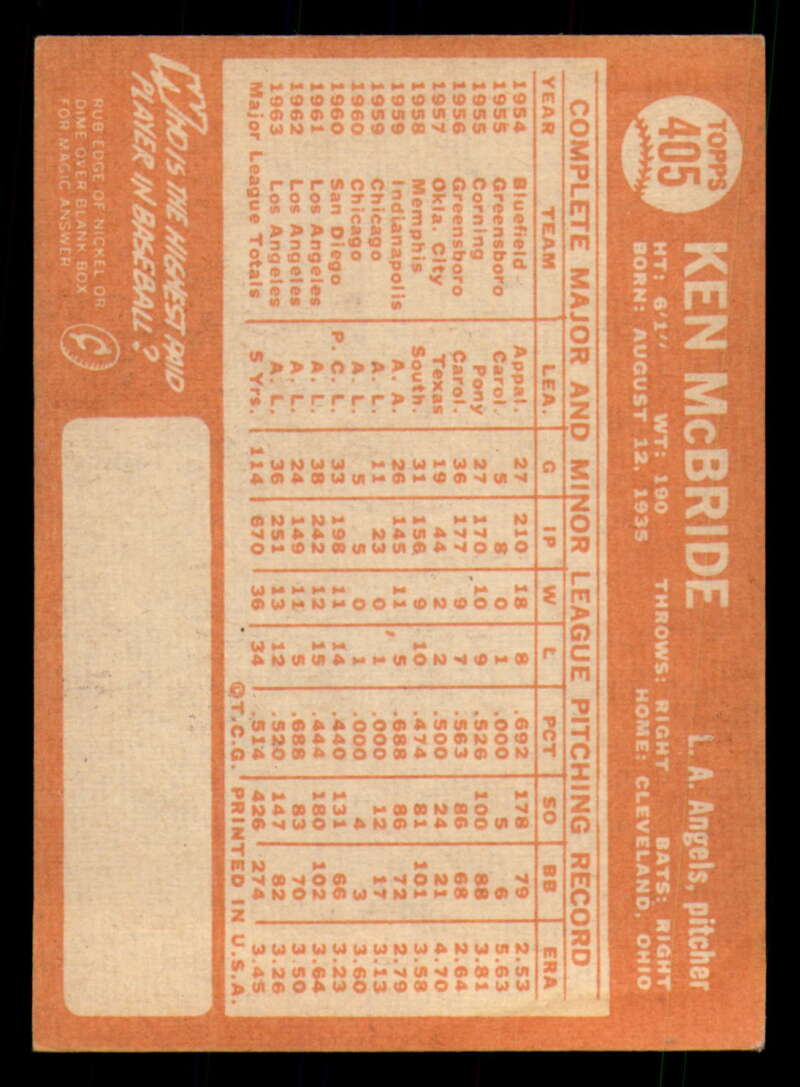 TOPPS
405
KEN McBRIDE L. A. Angels, pitcher
HT: 6'1" WT: 190 THROWS: RIGHT BATS: RIGHT
BORN: AUGUST 12, 1935 HOME: CLEVELAND, OHIO
COMPLETE MAJOR AND MINOR LEAGUE PITCHING RECORD
YEAR TEAM LEA. G IP W L PCT SO BB ERA
1954 Bluefield Appal. 27 210 18 8 .692 178 79 2.53
1955 Greensboro Carol. 5 8 0 1 .000 5 6 5.63
1955 Corning Pony 27 170 10 9 .526 100 88 3.81
1956 Greensboro Carol. 36 177 9 7 .563 86 68 2.64
1957 Okla. City Texas 19 44 2 2 .500 24 21 4.70
1958 Memphis South. 31 156 9 10 .474 81 101 3.58
1959 Indianapolis A. A. 26 145 11 5 .688 86 72 2.79
1959 Chicago A. L. 11 23 0 1 .000 12 17 3.13
1960 Chicago A. L. 5 5 0 1 .000 4 3 3.60
1960 San Diego P. C. L. 33 198 11 14 .440 131 66 3.23
1961 Los Angeles A. L. 38 242 12 15 .444 180 102 3.64
1962 Los Angeles A. L. 24 149 11 5 .688 83 70 3.50
1963 Los Angeles A. L. 36 251 13 12 .520 147 82 3.26
Major League Totals 5 Yrs. 114 670 36 34 .514 426 274 3.45
©T.C.G. PRINTED IN U.S.A.
WHO IS THE HIGHEST PAID
PLAYER IN BASEBALL?
RUB EDGE OF NICKEL OR
DIME OVER BLANK BOX
FOR MAGIC ANSWER